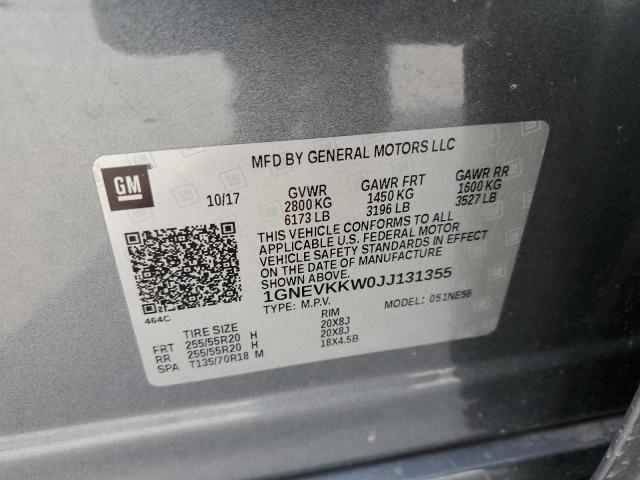 MFD BY GENERAL MOTORS LLC
GM
10/17 GVWR GAWR FRT GAWR RR
2800 KG 1450 KG 1600 KG
6173 LB 3196 LB 3527 LB
THIS VEHICLE CONFORMS TO ALL
APPLICABLE U.S. FEDERAL MOTOR
VEHICLE SAFETY STANDARDS IN EFFECT
ON THE DATE OF MANUFACTURE
SHOWN ABOVE.
1GNEVKKW0JJ131355
TYPE: M.P.V. MODEL: 051NE56
464C
TIRE SIZE RIM
FRT 255/55R20 H 20X8J
RR 255/55R20 H 20X8J
SPA T135/70R18 M 18X4.5B